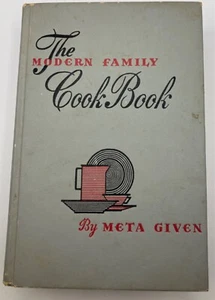 The
MODERN FAMILY
Cook Book
By META GIVEN